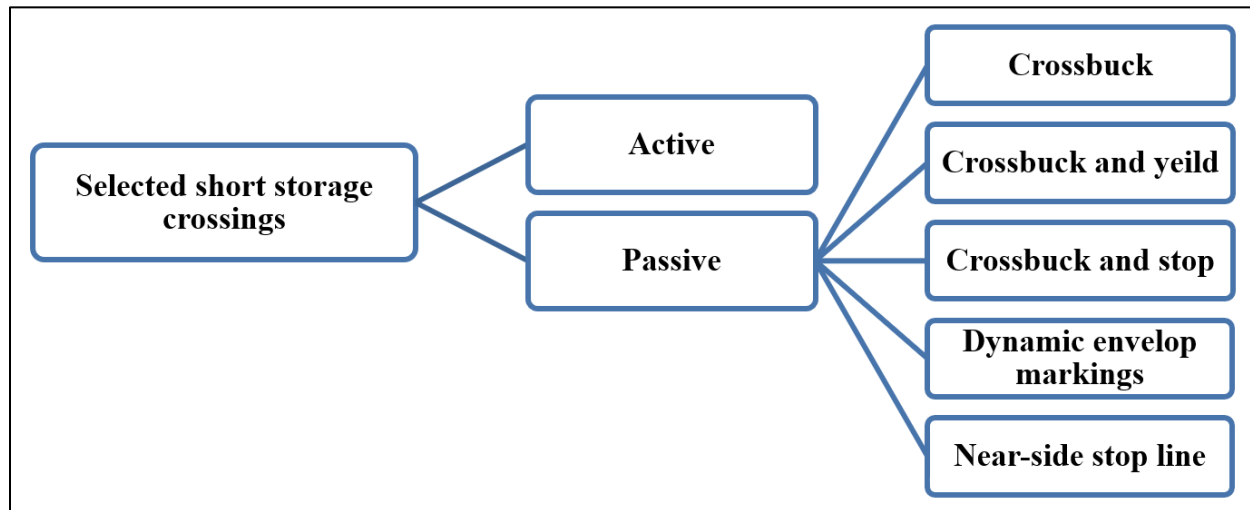 Selected short storage
crossings
Active
Passive
Crossbuck
Crossbuck and yeild
Crossbuck and stop
Dynamic envelop
markings
Near-side stop line